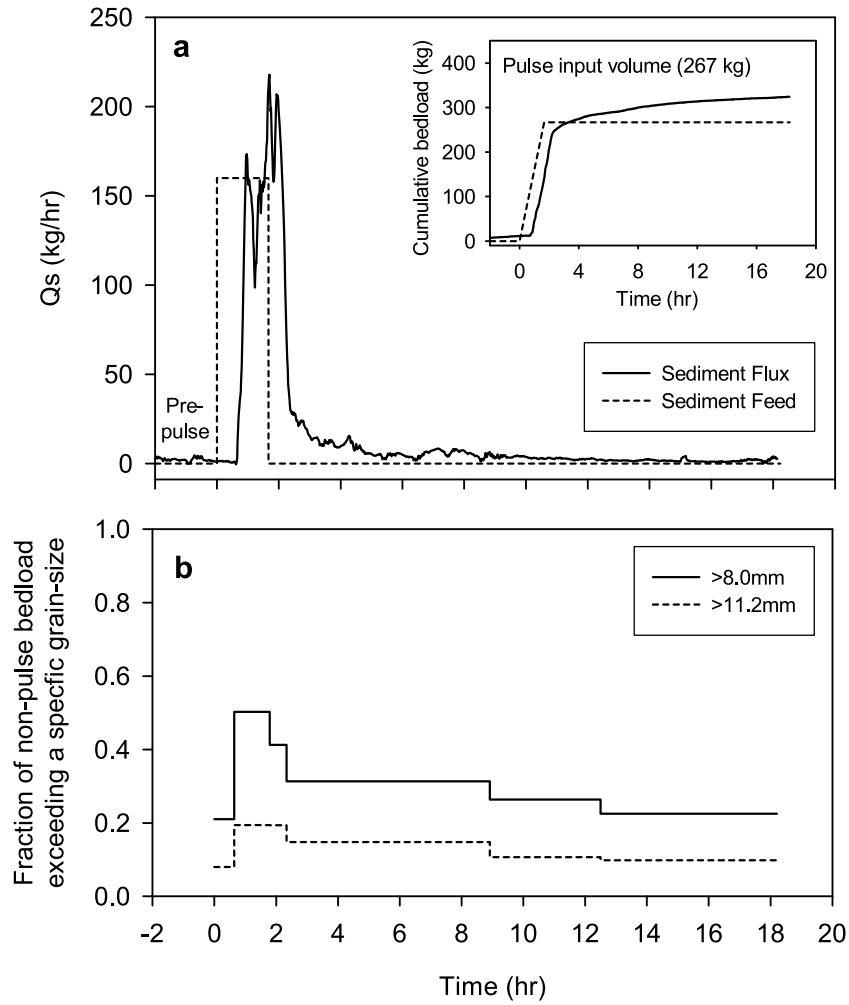 250
200
150
100
50
0
Qs (kg/hr)
a
Pre-
pulse
400
300
200
100
0
Cumulative bedload (kg)
Pulse input volume (267 kg)
0 4 8 12 16 20
Time (hr)
Sediment Flux
Sediment Feed
1.0
0.8
0.6
0.4
0.2
0.0
Fraction of non-pulse bedload
exceeding a specfic grain-size
b
>8.0mm
>11.2mm
-2 0 2 4 6 8 10 12 14 16 18 20
Time (hr)